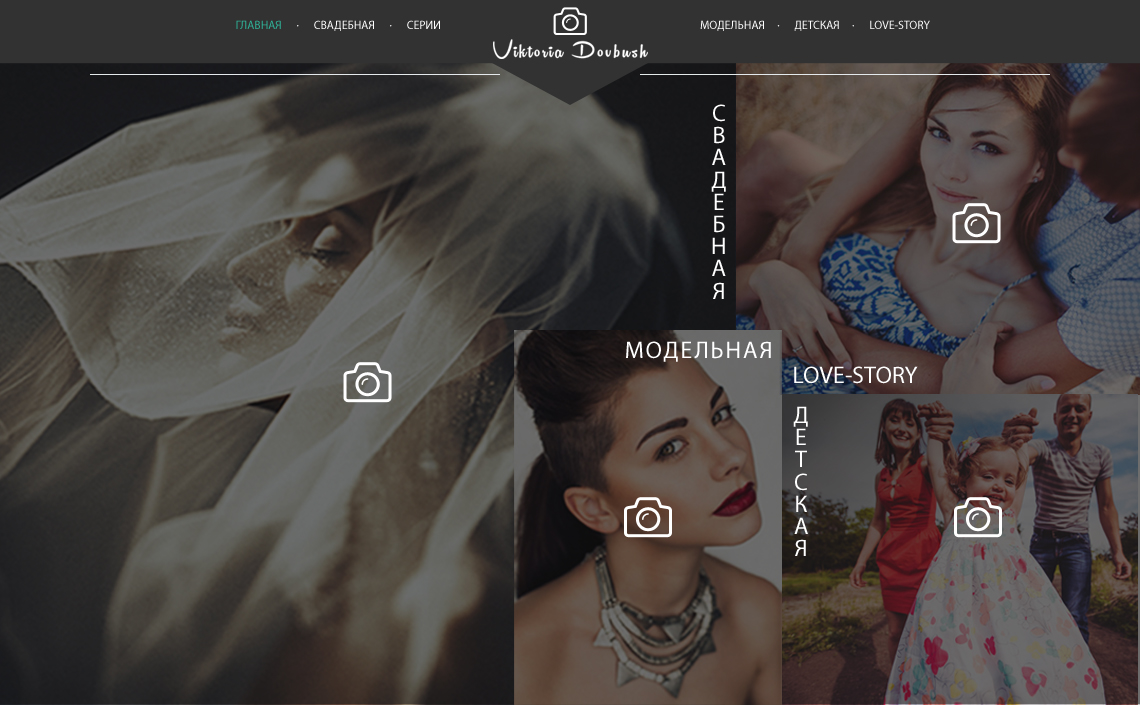 ГЛАВНАЯ · СВАДЕБНАЯ · СЕРИИ
Viktoria Dovbush
МОДЕЛЬНАЯ · ДЕТСКАЯ · LOVE-STORY
СВАДЕБНАЯ
МОДЕЛЬНАЯ
LOVE-STORY
ДЕТСКАЯ